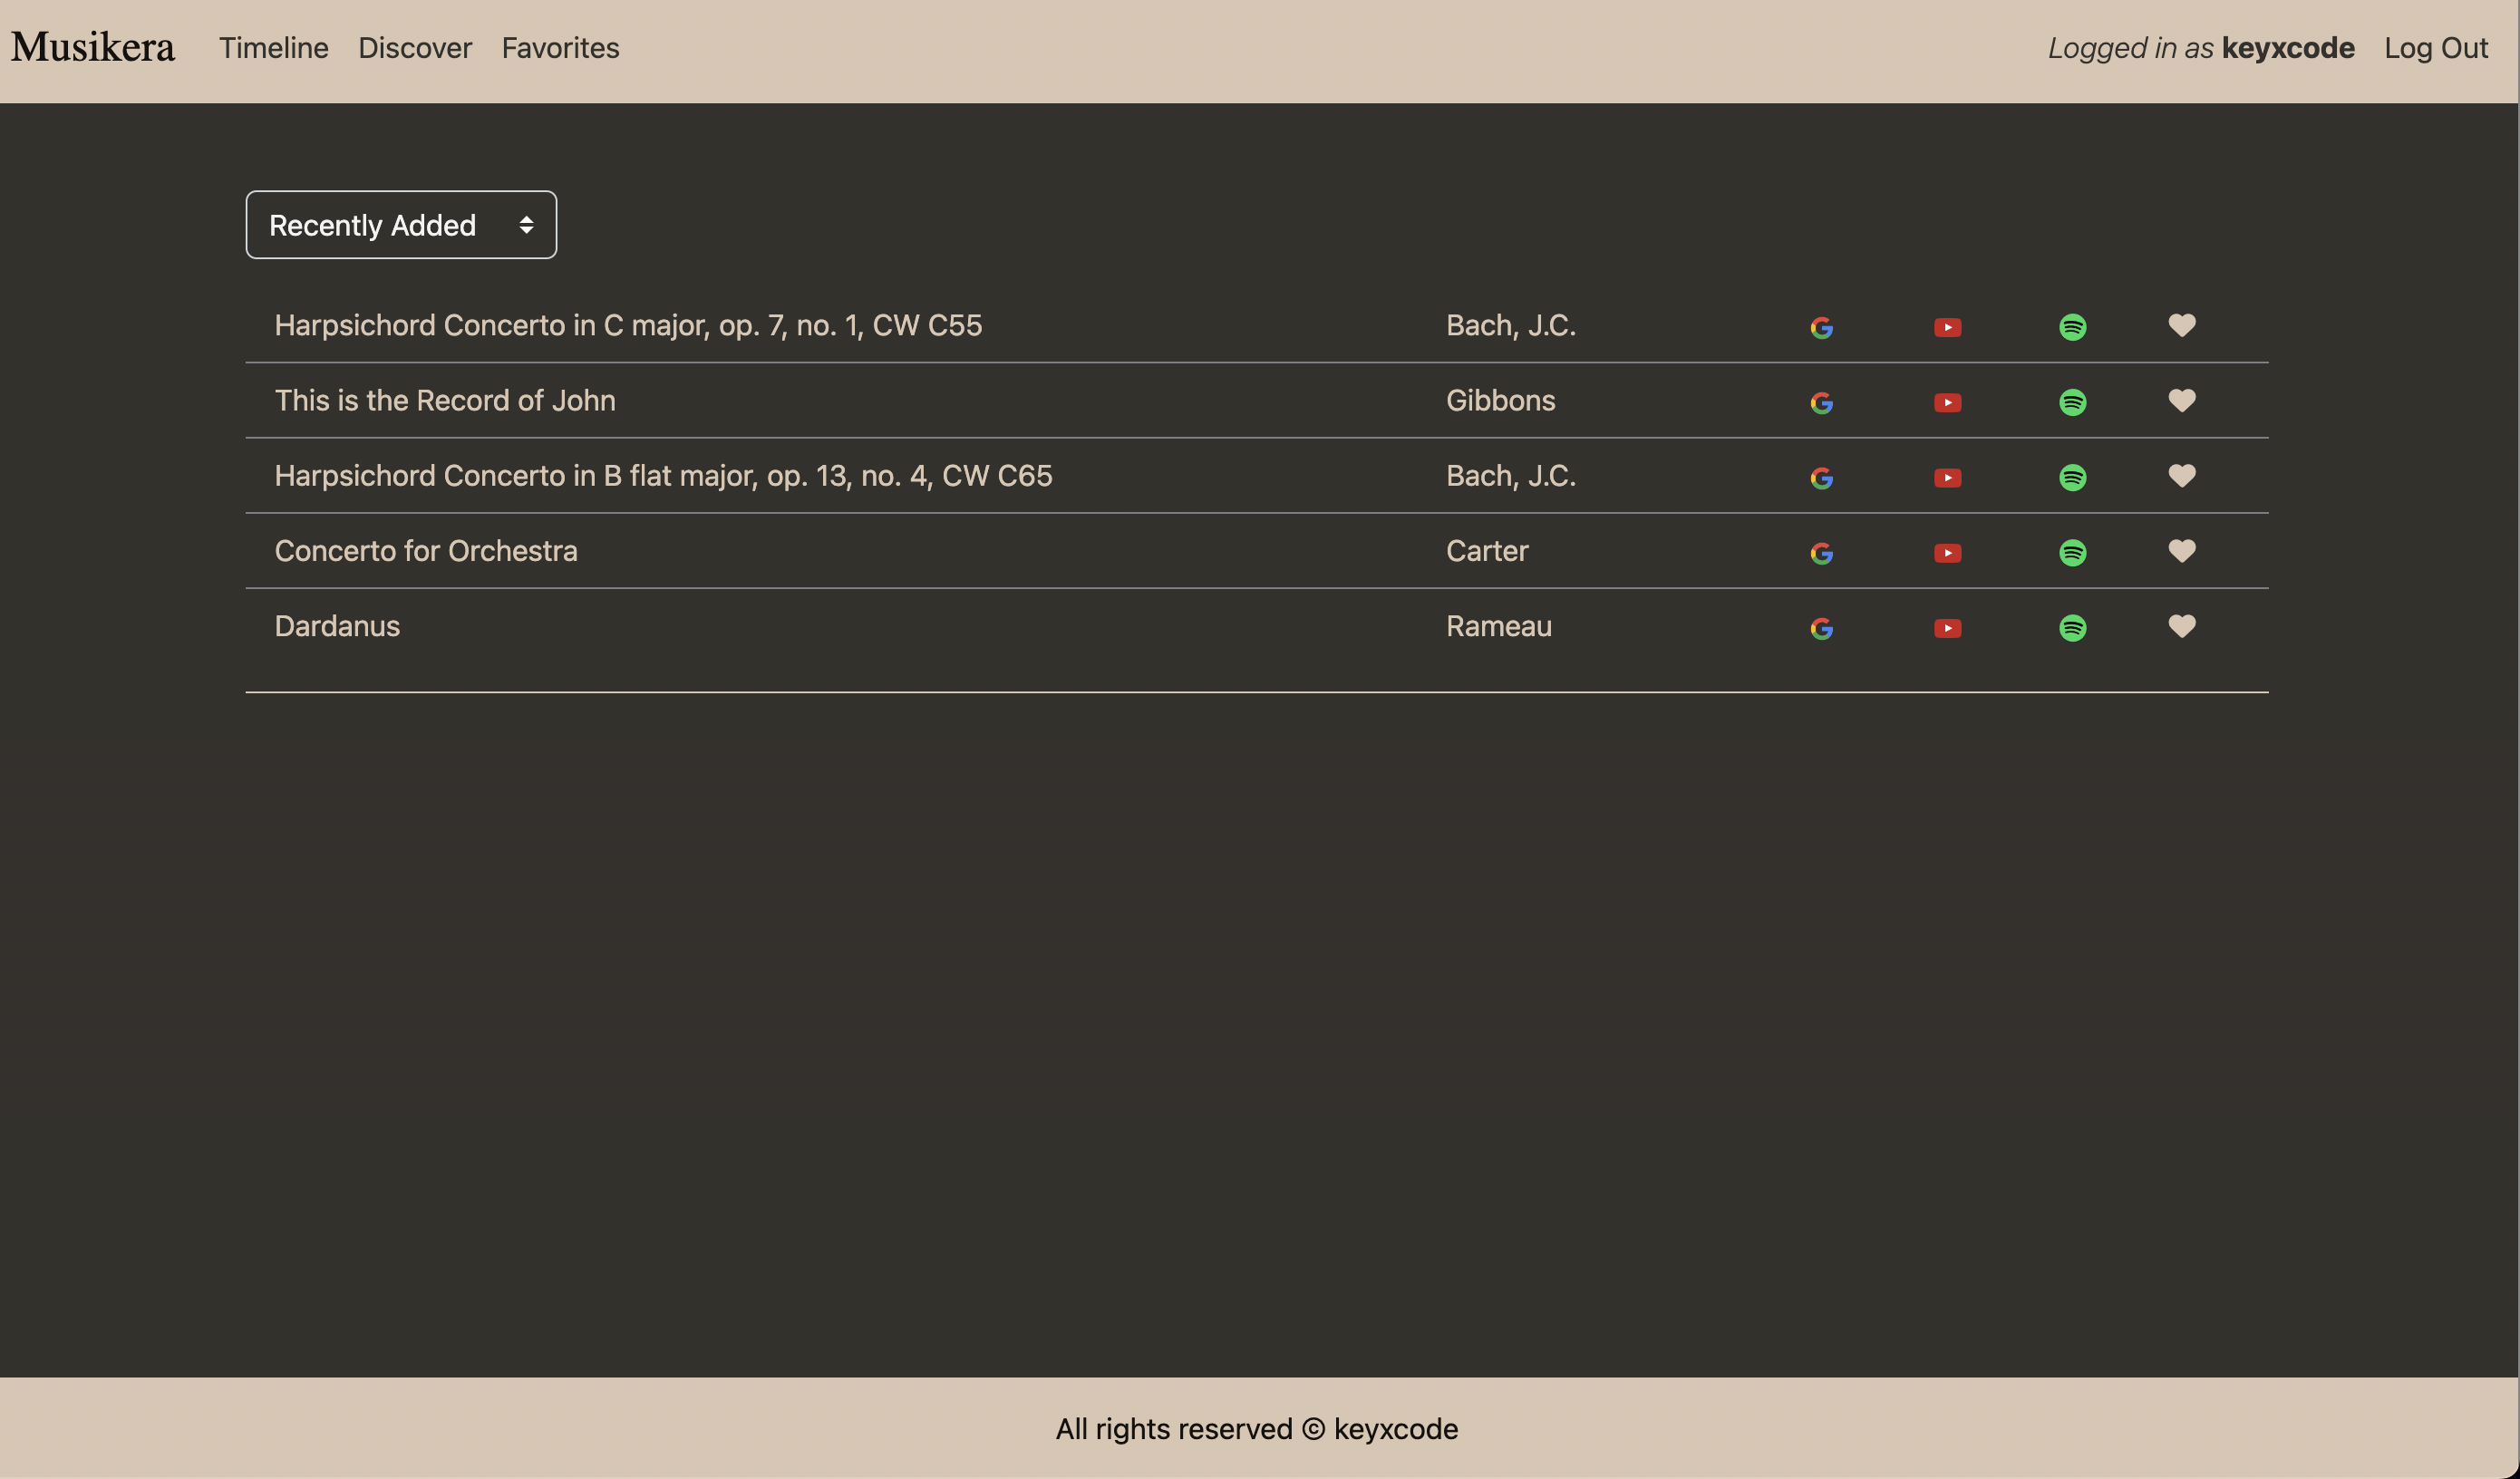 Musikera Timeline Discover Favorites Logged in as keyxcode Log Out
Recently Added
Harpsichord Concerto in C major, op. 7, no. 1, CW C55 Bach, J.C.
This is the Record of John Gibbons
Harpsichord Concerto in B flat major, op. 13, no. 4, CW C65 Bach, J.C.
Concerto for Orchestra Carter
Dardanus Rameau
All rights reserved © keyxcode